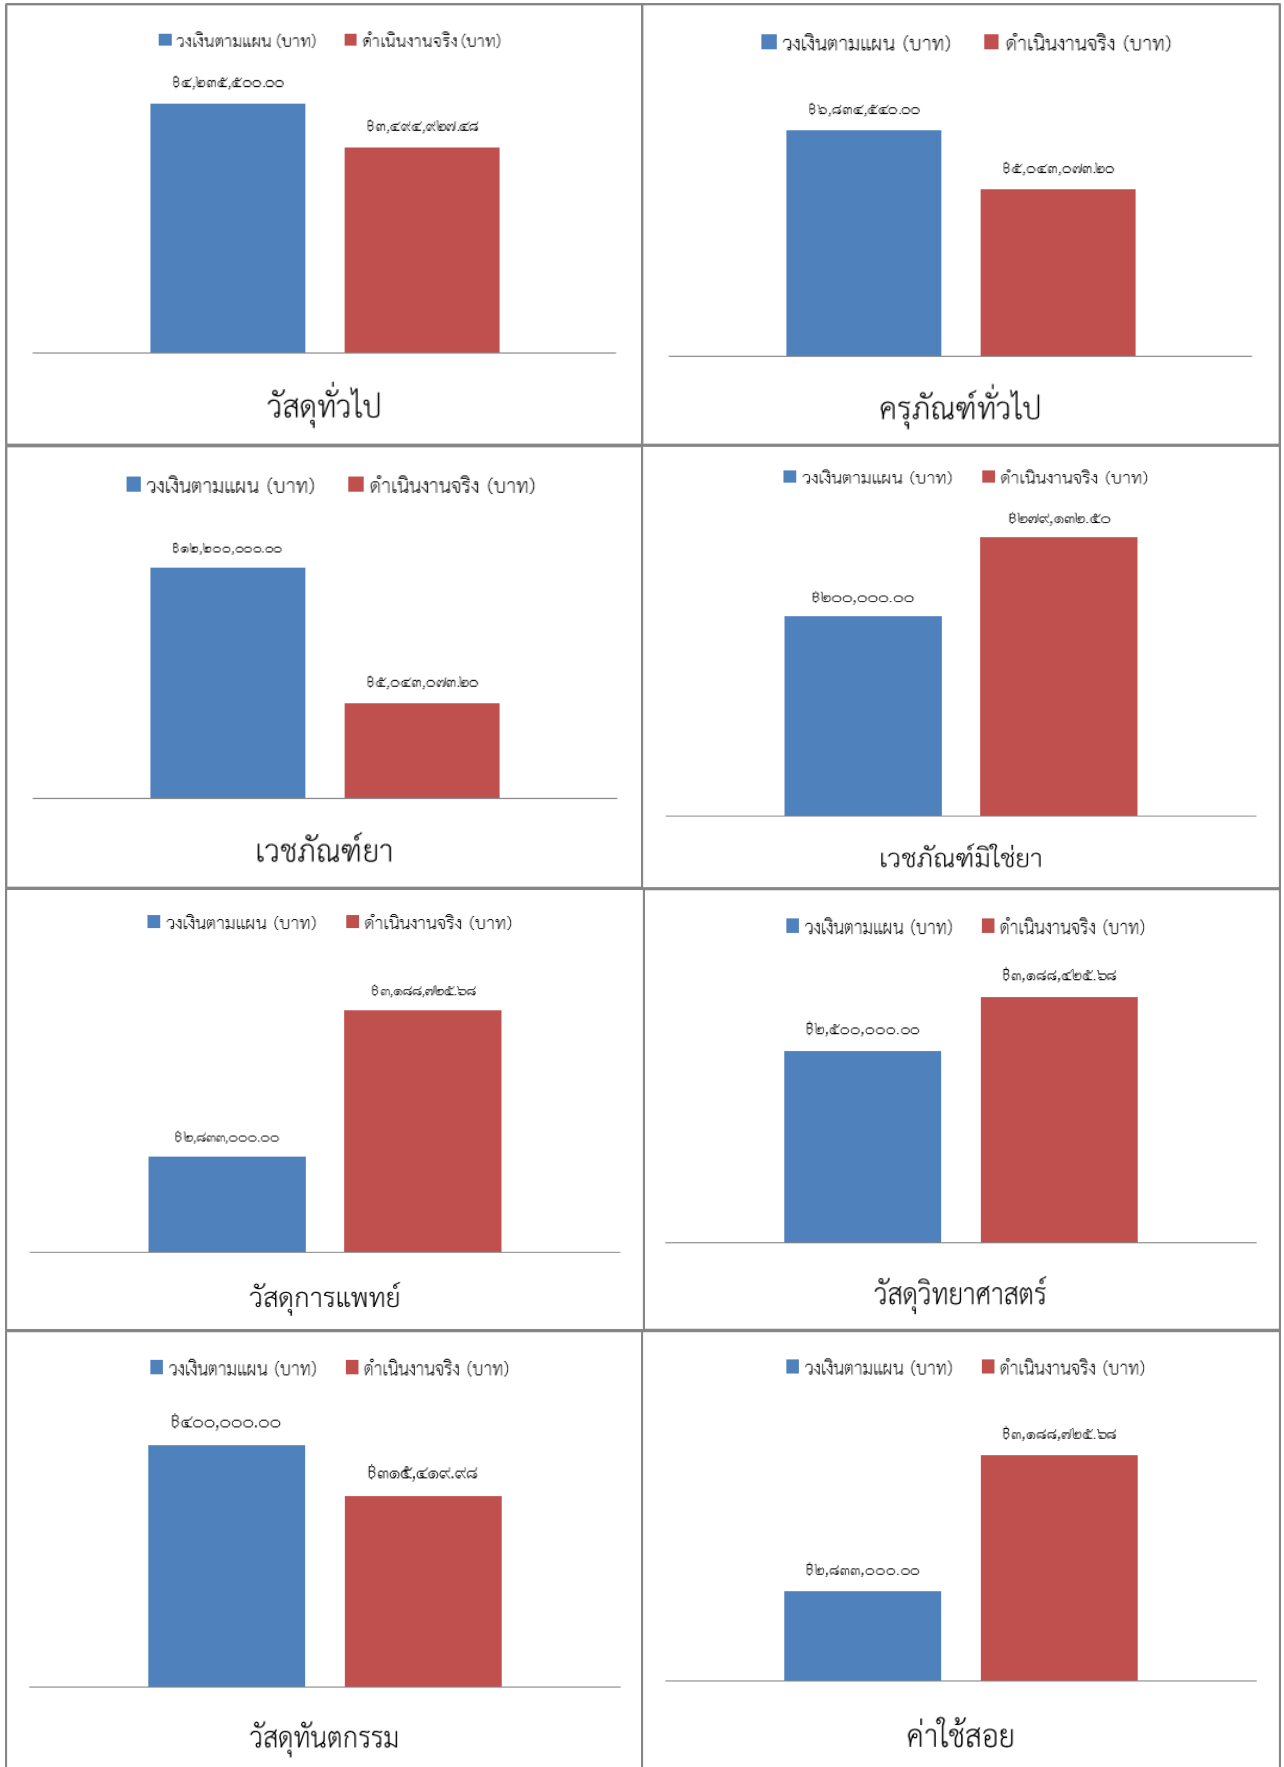 วงเงินตามแผน (บาท) ดำเนินงานจริง (บาท)
฿๔,๒๓๕,๕๐๐.๐๐
฿๓,๔๙๔,๙๒๗.๔๘
วัสดุทั่วไป
วงเงินตามแผน (บาท) ดำเนินงานจริง (บาท)
฿๖,๘๓๔,๕๔๐.๐๐
฿๕,๐๔๓,๐๗๓.๒๐
ครุภัณฑ์ทั่วไป
วงเงินตามแผน (บาท) ดำเนินงานจริง (บาท)
฿๑๒,๒๐๐,๐๐๐.๐๐
฿๕,๐๔๓,๐๗๓.๒๐
เวชภัณฑ์ยา
วงเงินตามแผน (บาท) ดำเนินงานจริง (บาท)
฿๒๗๙,๑๓๒.๕๐
฿๒๐๐,๐๐๐.๐๐
เวชภัณฑ์มิใช่ยา
วงเงินตามแผน (บาท) ดำเนินงานจริง (บาท)
฿๓,๑๘๘,๗๒๕.๖๘
฿๒,๘๓๓,๐๐๐.๐๐
วัสดุการแพทย์
วงเงินตามแผน (บาท) ดำเนินงานจริง (บาท)
฿๓,๑๘๘,๔๒๕.๖๘
฿๒,๕๐๐,๐๐๐.๐๐
วัสดุวิทยาศาสตร์
วงเงินตามแผน (บาท) ดำเนินงานจริง (บาท)
฿๔๐๐,๐๐๐.๐๐
฿๓๑๕,๔๑๙.๙๘
วัสดุทันตกรรม
วงเงินตามแผน (บาท) ดำเนินงานจริง (บาท)
฿๓,๑๘๘,๗๒๕.๖๘
฿๒,๘๓๓,๐๐๐.๐๐
ค่าใช้สอย